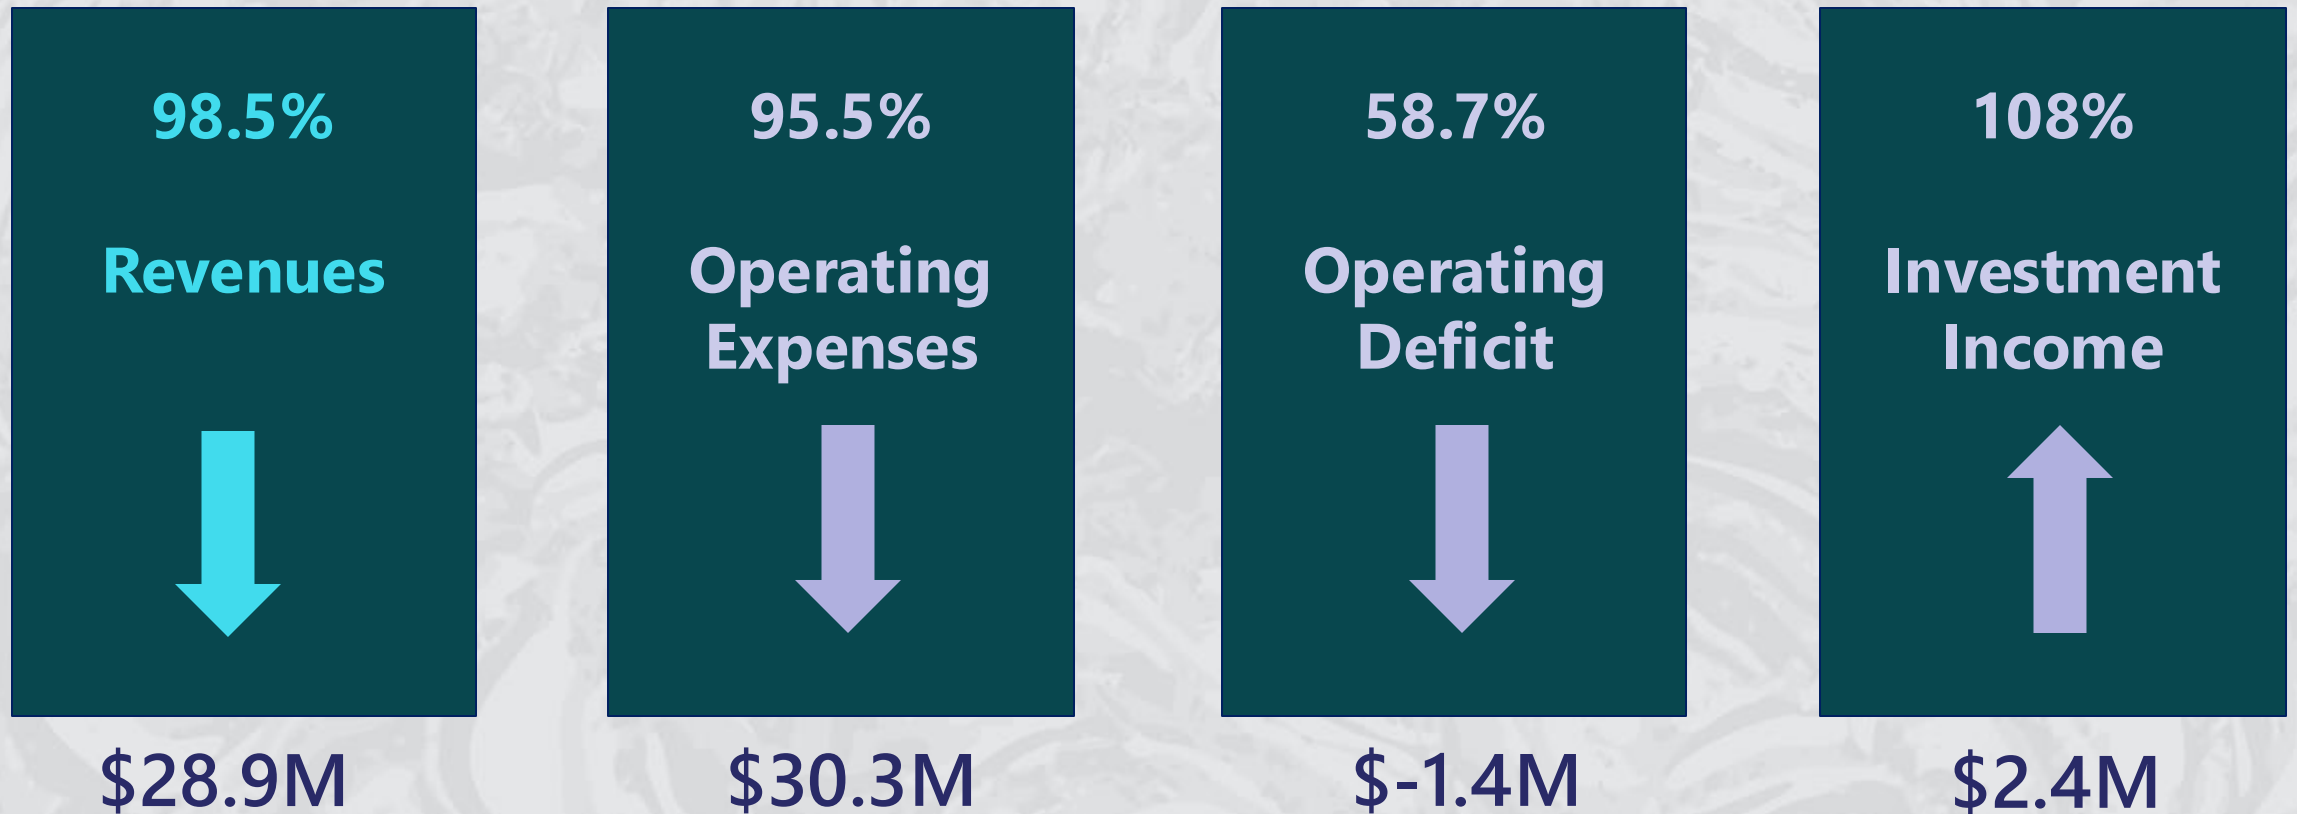 98.5%
Revenues
$28.9M
95.5%
Operating
Expenses
$30.3M
58.7%
Operating
Deficit
$-1.4M
108%
Investment
Income
$2.4M